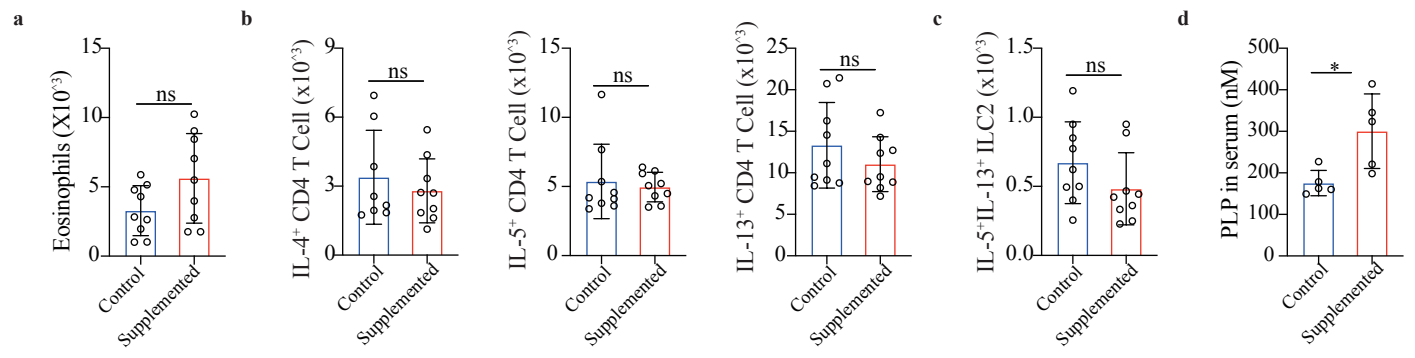 a
Eosinophils (X10^3)
15
10
5
0
ns
Control
Supplemented
b
IL-4+ CD4 T Cell (x10^3)
9
6
3
0
ns
Control
Supplemented
IL-5+ CD4 T Cell (x10^3)
15
10
5
0
ns
Control
Supplemented
IL-13+ CD4 T Cell (x10^3)
25
20
15
10
5
0
ns
Control
Supplemented
c
IL-5+IL-13+ ILC2 (x10^3)
1.5
1.0
0.5
0.0
ns
Control
Supplemented
d
PLP in serum (nM)
500
400
300
200
100
0
*
Control
Supplemented